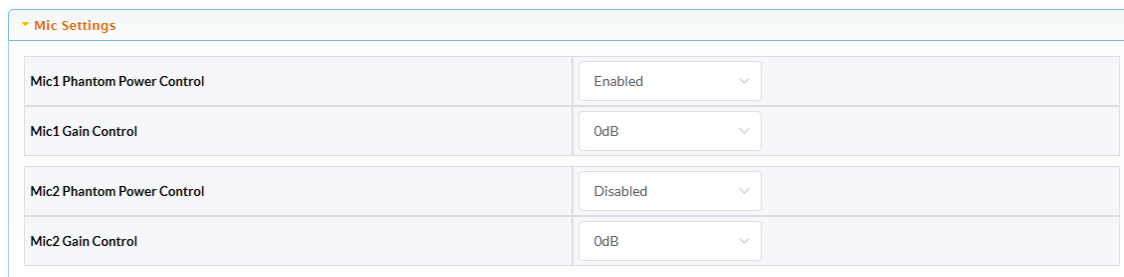 Mic Settings
Mic1 Phantom Power Control Enabled
Mic1 Gain Control 0dB
Mic2 Phantom Power Control Disabled
Mic2 Gain Control 0dB